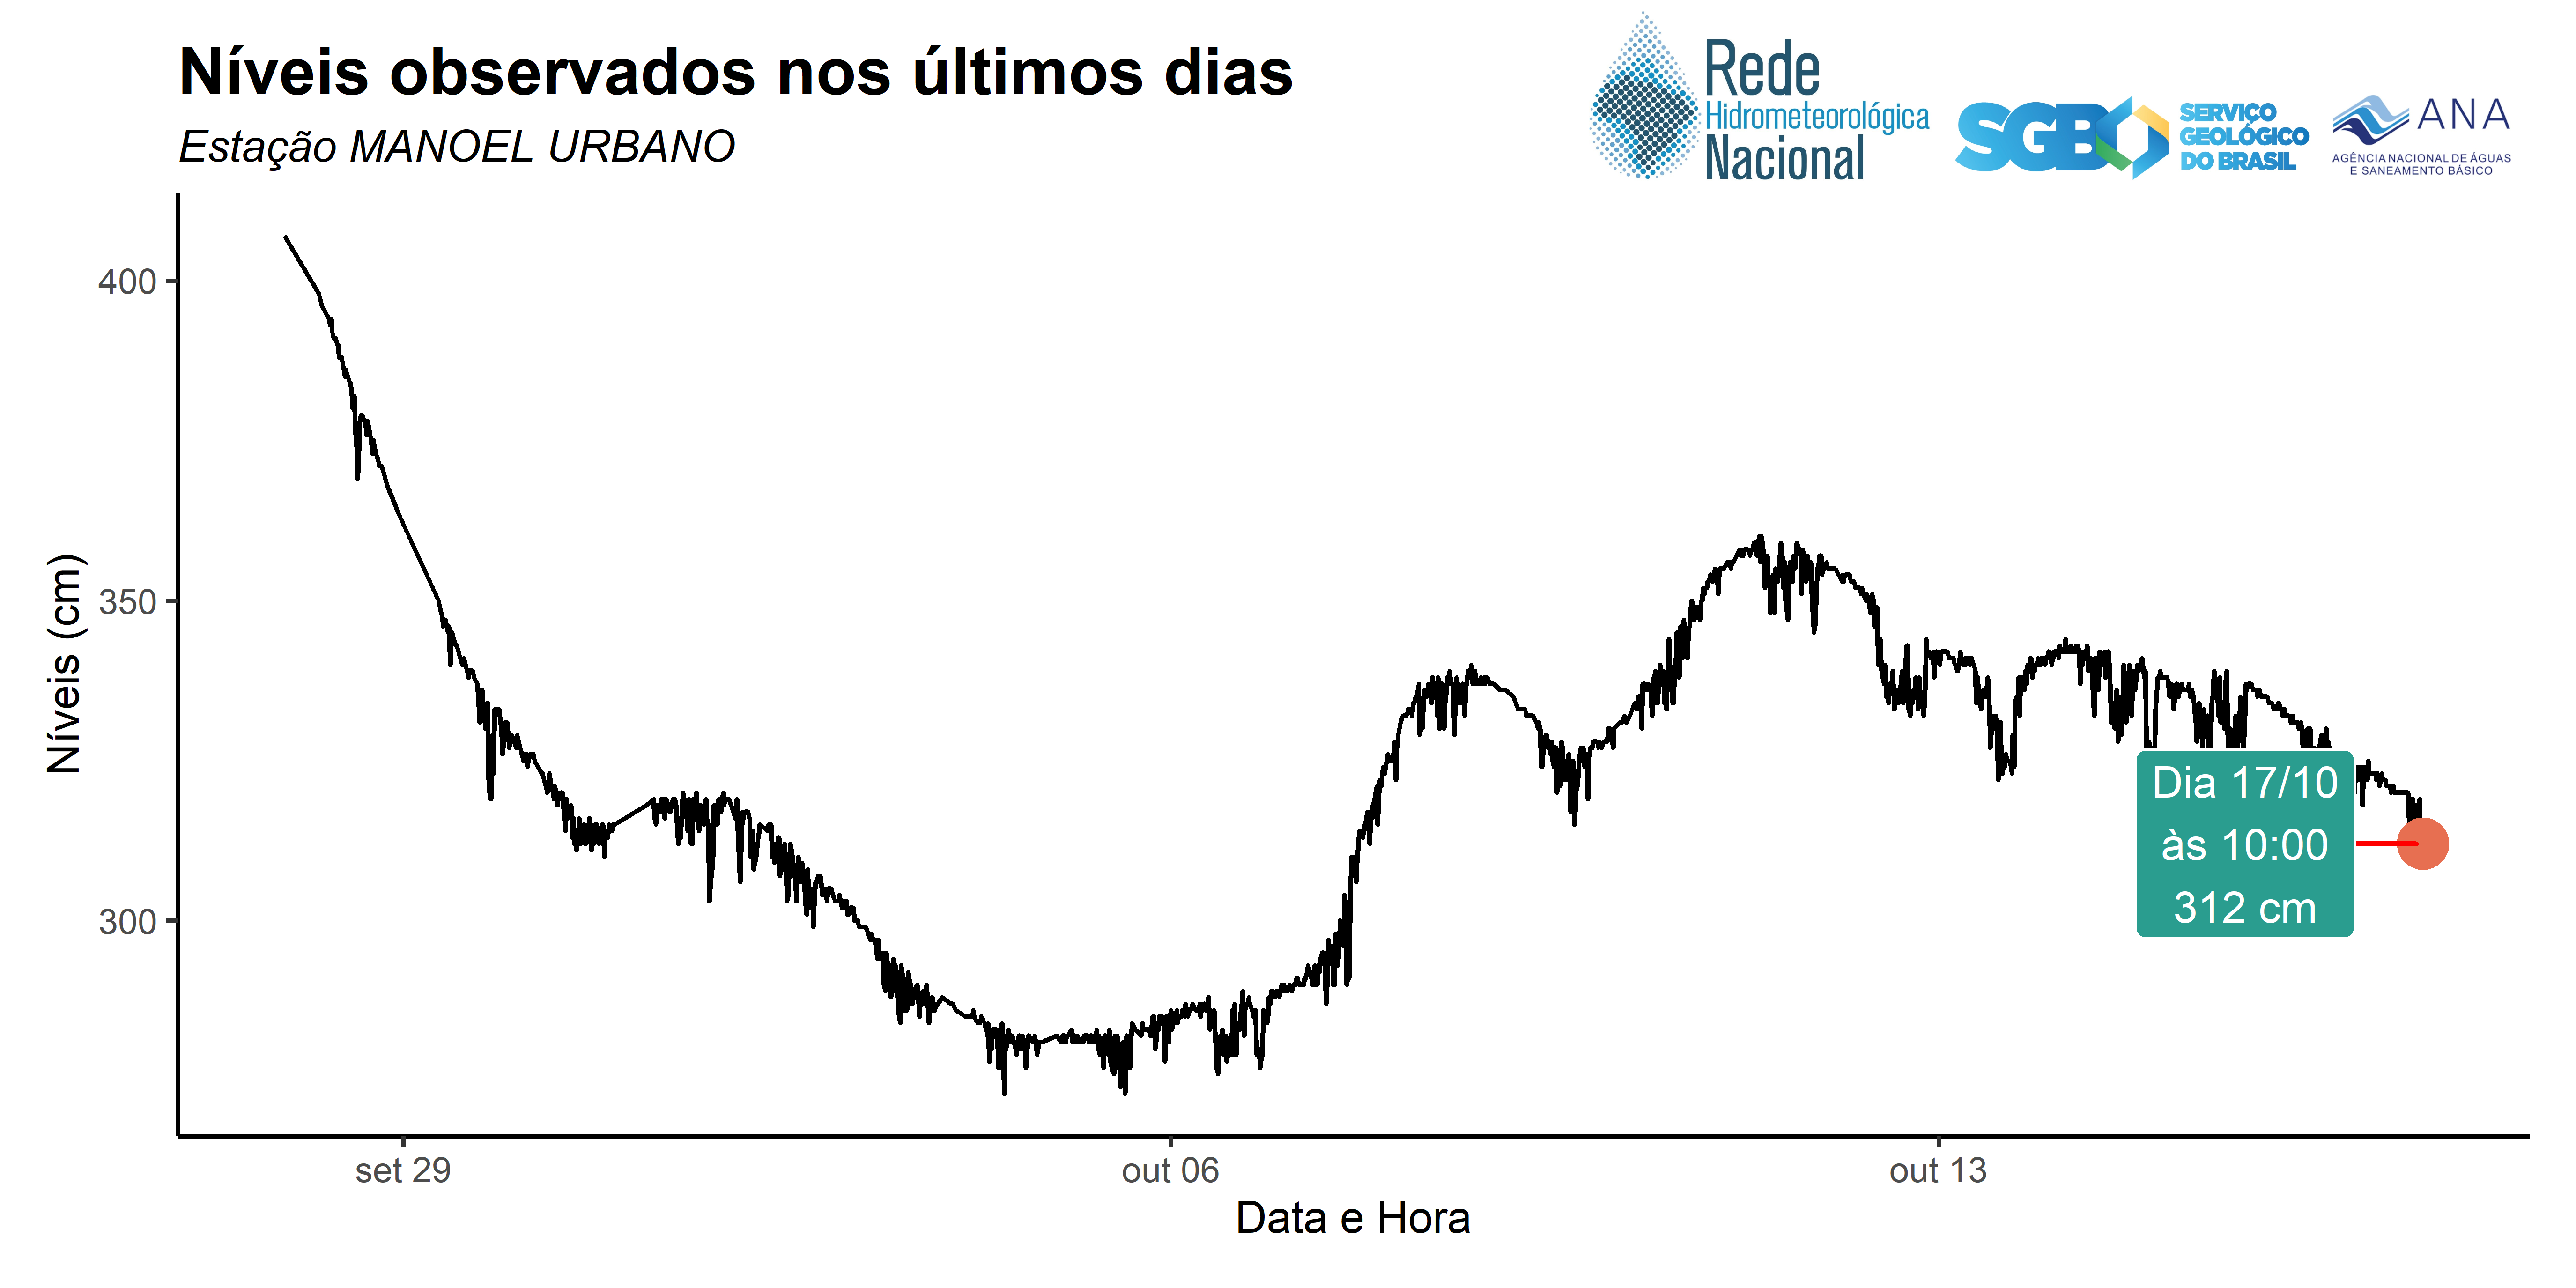 Níveis observados nos últimos dias
Estação MANOEL URBANO
Rede
Hidrometeorológica
Nacional
SGB
SERVIÇO
GEOLÓGICO
DO BRASIL
ANA
AGÊNCIA NACIONAL DE ÁGUAS
E SANEAMENTO BÁSICO
Níveis (cm)
400
350
300
Dia 17/10
às 10:00
312 cm
set 29
out 06
out 13
Data e Hora